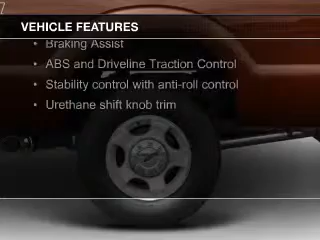 VEHICLE FEATURES
• Braking Assist
• ABS and Driveline Traction Control
• Stability control with anti-roll control
• Urethane shift knob trim